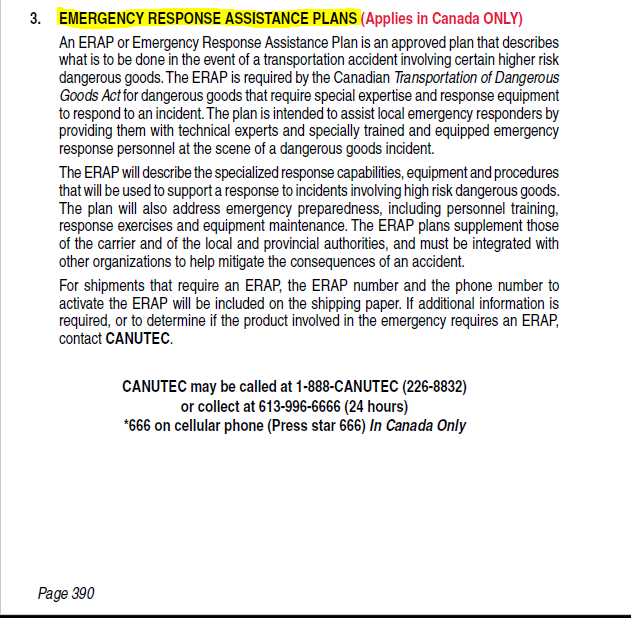 3. EMERGENCY RESPONSE ASSISTANCE PLANS (Applies in Canada ONLY)
An ERAP or Emergency Response Assistance Plan is an approved plan that describes
what is to be done in the event of a transportation accident involving certain higher risk
dangerous goods. The ERAP is required by the Canadian Transportation of Dangerous
Goods Act for dangerous goods that require special expertise and response equipment
to respond to an incident. The plan is intended to assist local emergency responders by
providing them with technical experts and specially trained and equipped emergency
response personnel at the scene of a dangerous goods incident.
The ERAP will describe the specialized response capabilities, equipment and procedures
that will be used to support a response to incidents involving high risk dangerous goods.
The plan will also address emergency preparedness, including personnel training,
response exercises and equipment maintenance. The ERAP plans supplement those
of the carrier and of the local and provincial authorities, and must be integrated with
other organizations to help mitigate the consequences of an accident.
For shipments that require an ERAP, the ERAP number and the phone number to
activate the ERAP will be included on the shipping paper. If additional information is
required, or to determine if the product involved in the emergency requires an ERAP,
contact CANUTEC.
CANUTEC may be called at 1-888-CANUTEC (226-8832)
or collect at 613-996-6666 (24 hours)
*666 on cellular phone (Press star 666) In Canada Only
Page 390